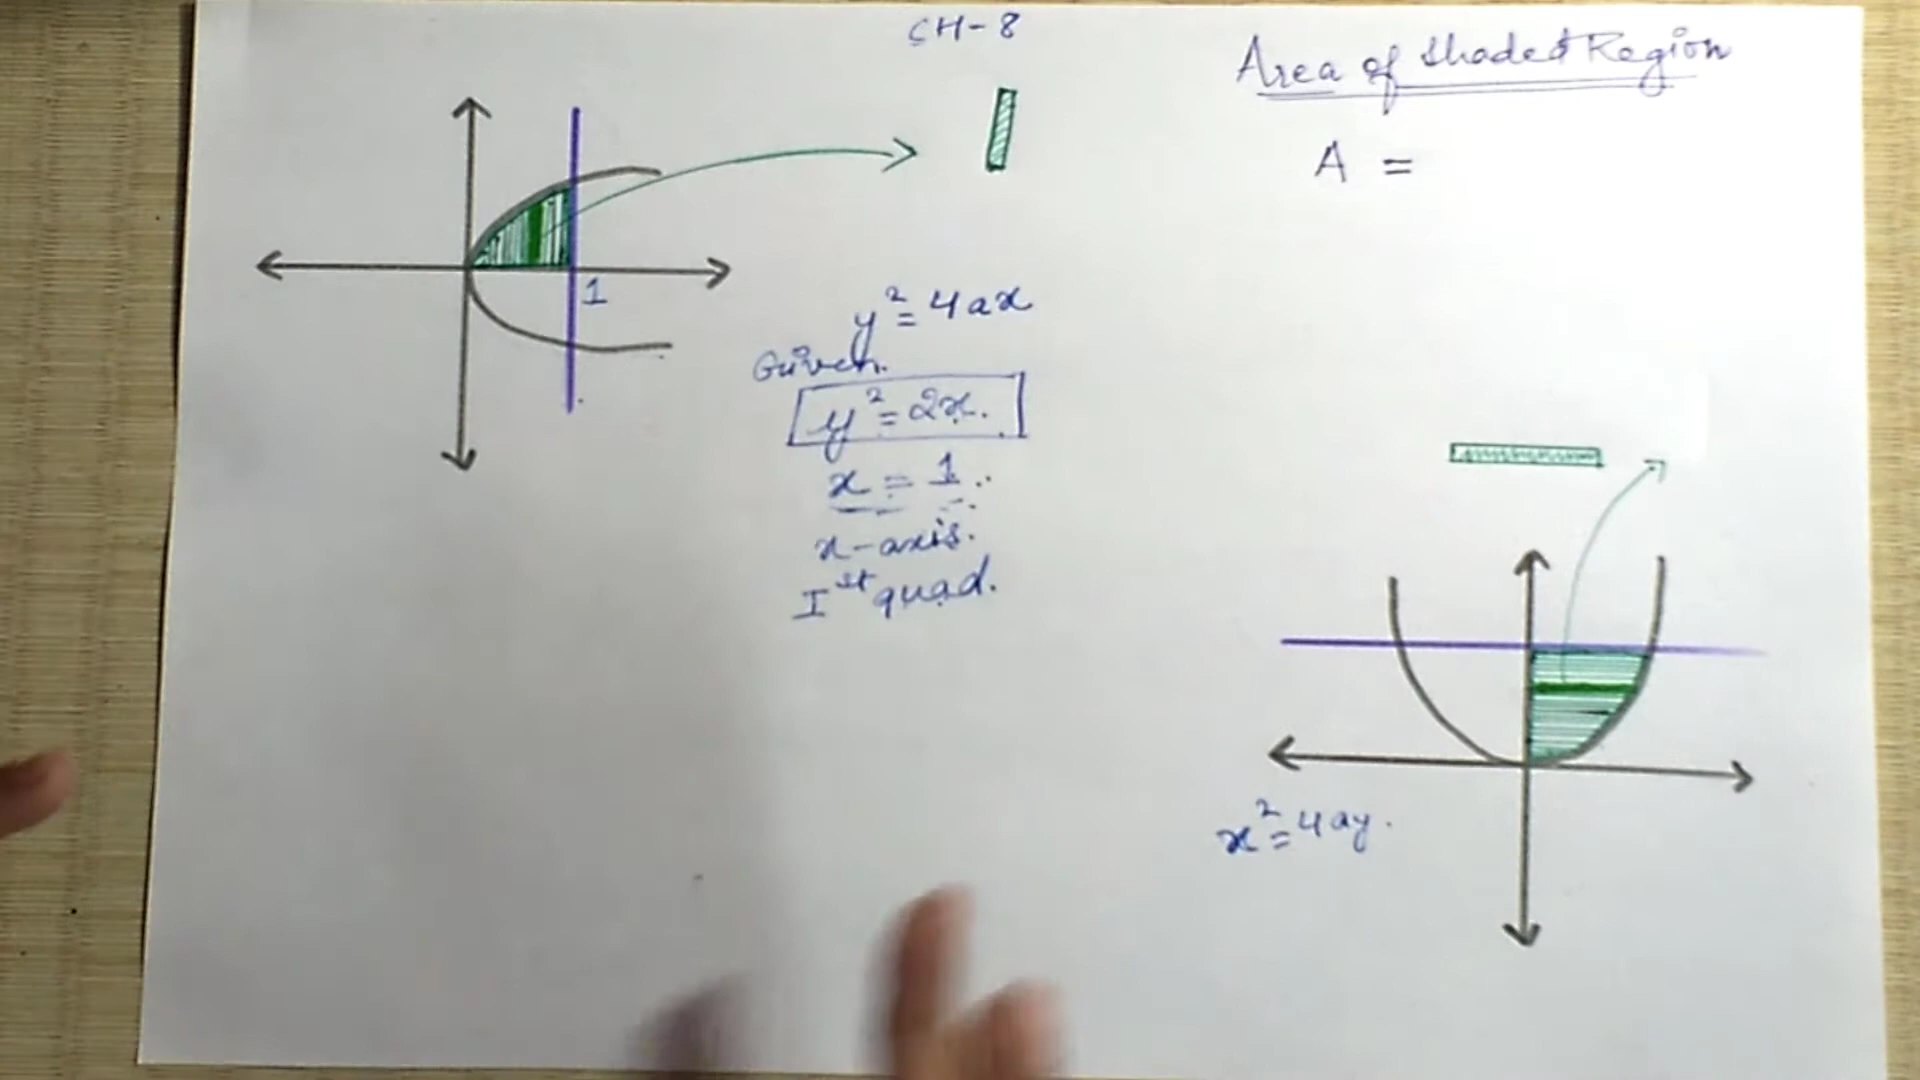 CH-8
Area of Shaded Region
A =
1
y² = 4ax
Given.
y² = 2x.
x = 1.
x-axis.
Iˢᵗ quad.
x² = 4ay.